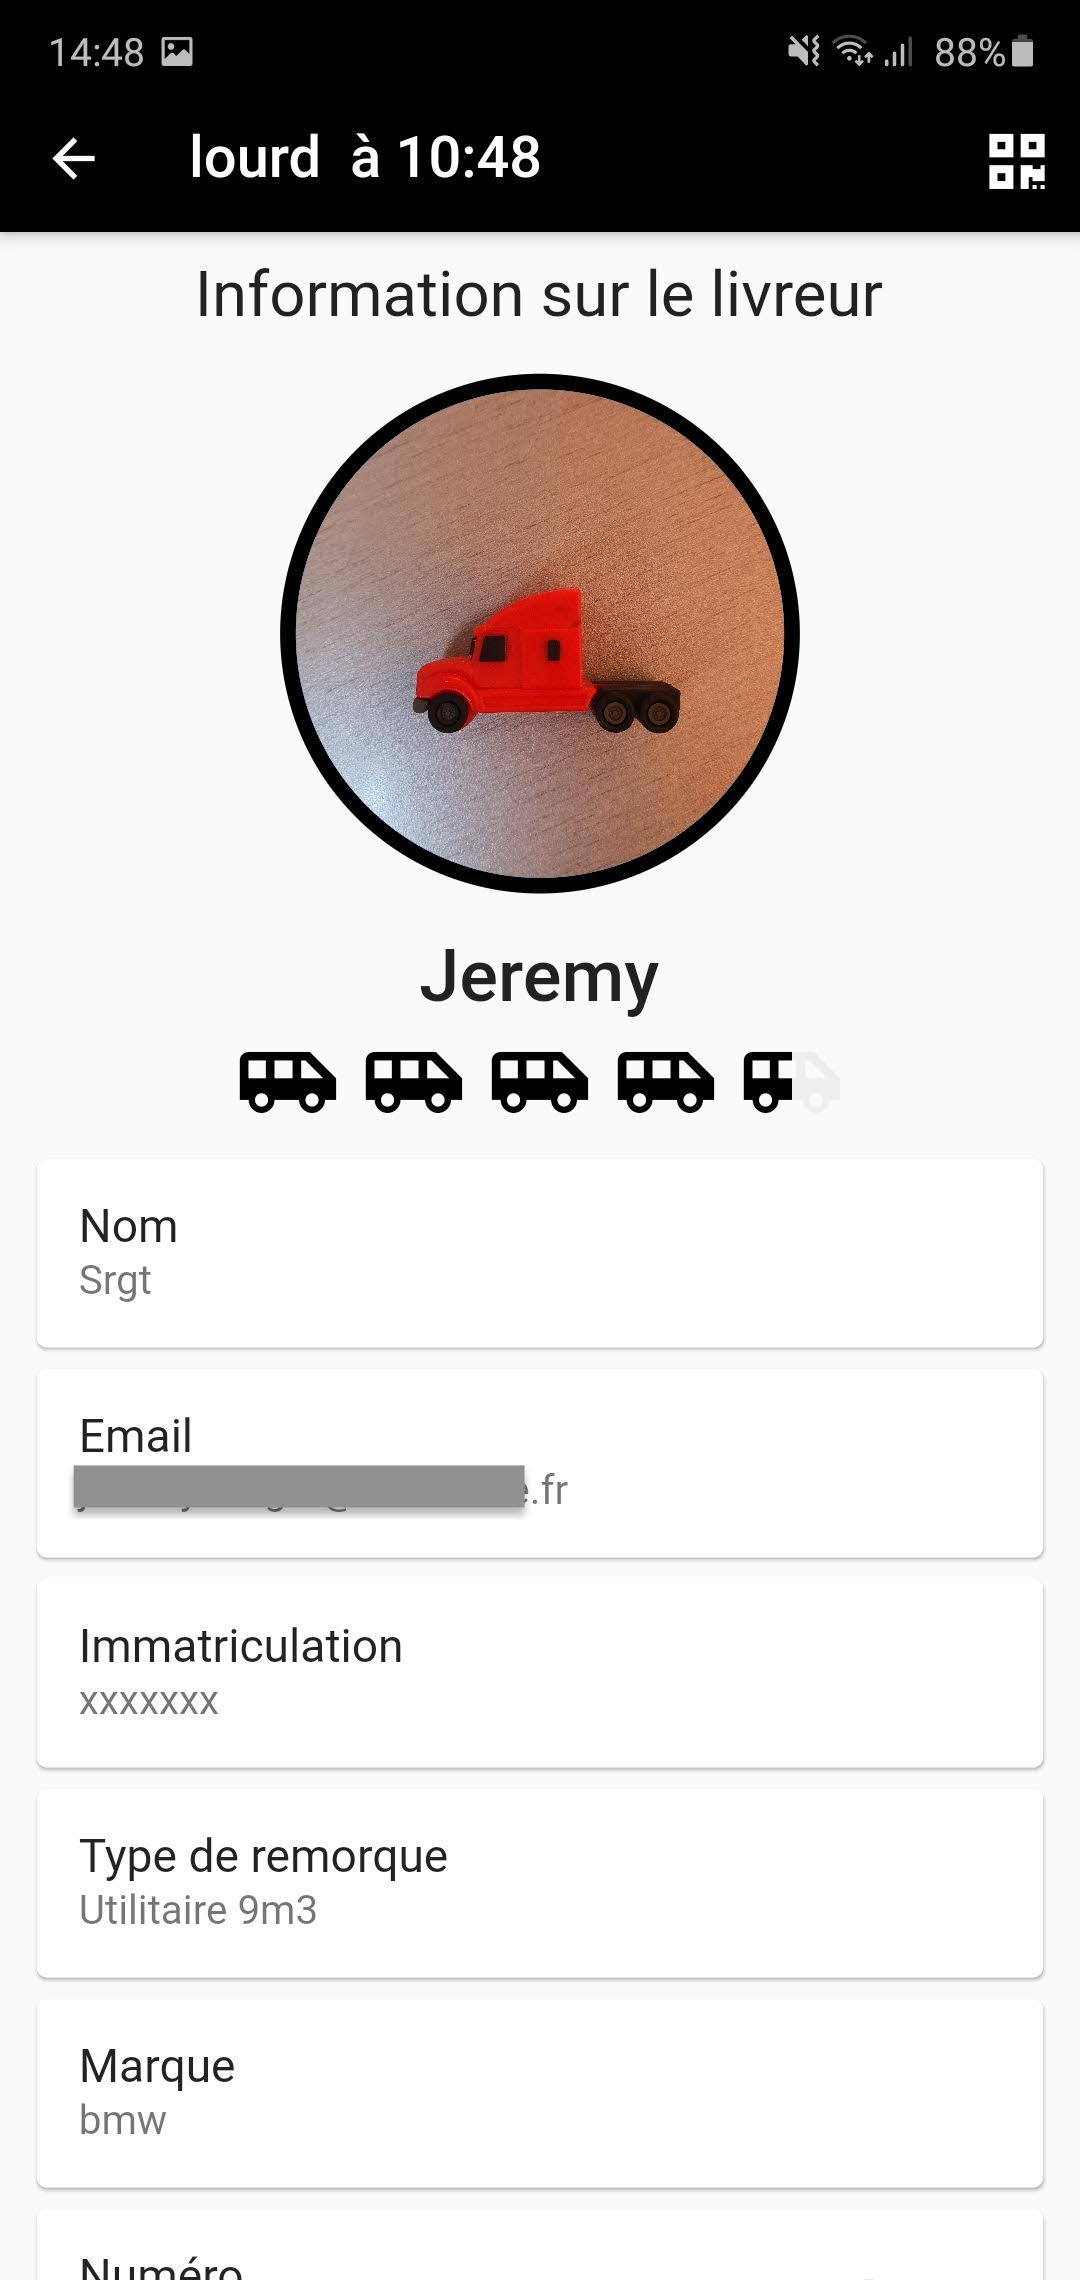 14:48 88%
lourd à 10:48
Information sur le livreur
Jeremy
Nom
Srgt
Email
.fr
Immatriculation
xxxxxxx
Type de remorque
Utilitaire 9m3
Marque
bmw
Numéro